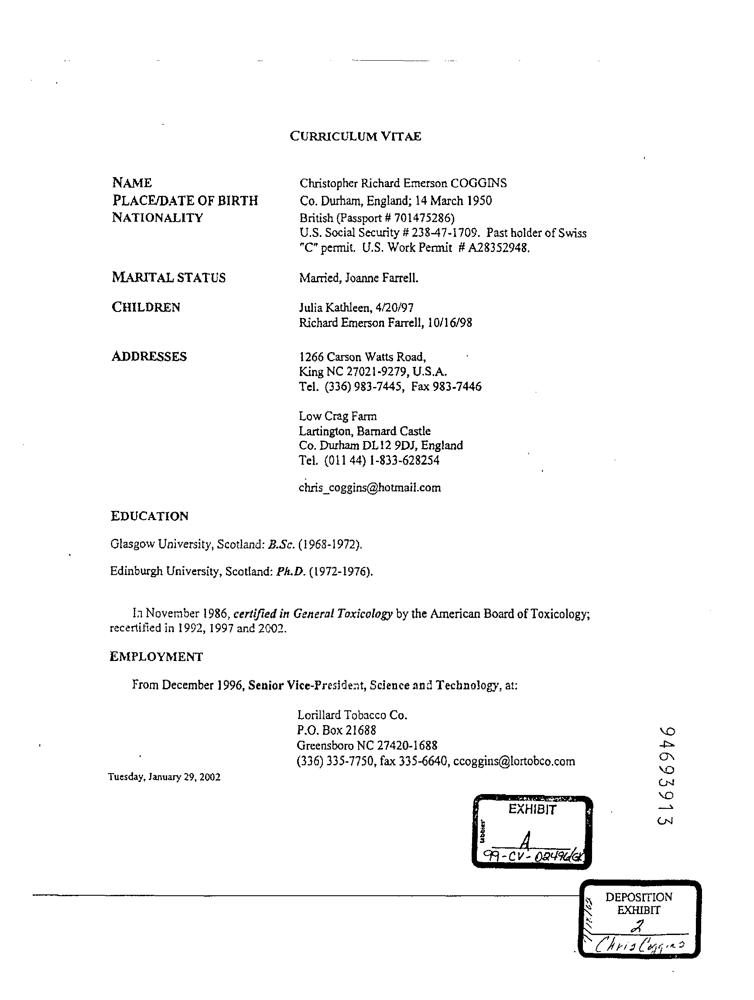 CURRICULUM VITAE
NAME Christopher Richard Emerson COGGINS
PLACE/DATE OF BIRTH Co. Durham, England; 14 March 1950
NATIONALITY British (Passport # 701475286)
U.S. Social Security # 238-47-1709. Past holder of Swiss
"C" permit. U.S. Work Permit # A28352948.
MARITAL STATUS Married, Joanne Farrell.
CHILDREN Julia Kathleen, 4/20/97
Richard Emerson Farrell, 10/16/98
ADDRESSES 1266 Carson Watts Road,
King NC 27021-9279, U.S.A.
Tel. (336) 983-7445, Fax 983-7446
Low Crag Farm
Lartington, Barnard Castle
Co. Durham DL12 9DJ, England
Tel. (011 44) 1-833-628254
chris_coggins@hotmail.com
EDUCATION
Glasgow University, Scotland: B.Sc. (1968-1972).
Edinburgh University, Scotland: Ph.D. (1972-1976).
In November 1986, certified in General Toxicology by the American Board of Toxicology;
recertified in 1992, 1997 and 2002.
EMPLOYMENT
From December 1996, Senior Vice-President, Science and Technology, at:
Lorillard Tobacco Co.
P.O. Box 21688
Greensboro NC 27420-1688
(336) 335-7750, fax 335-6640, ccoggins@lortobco.com
Tuesday, January 29, 2002
94693913
EXHIBIT
A
DEPOSITION
EXHIBIT
2
Chris Coggins